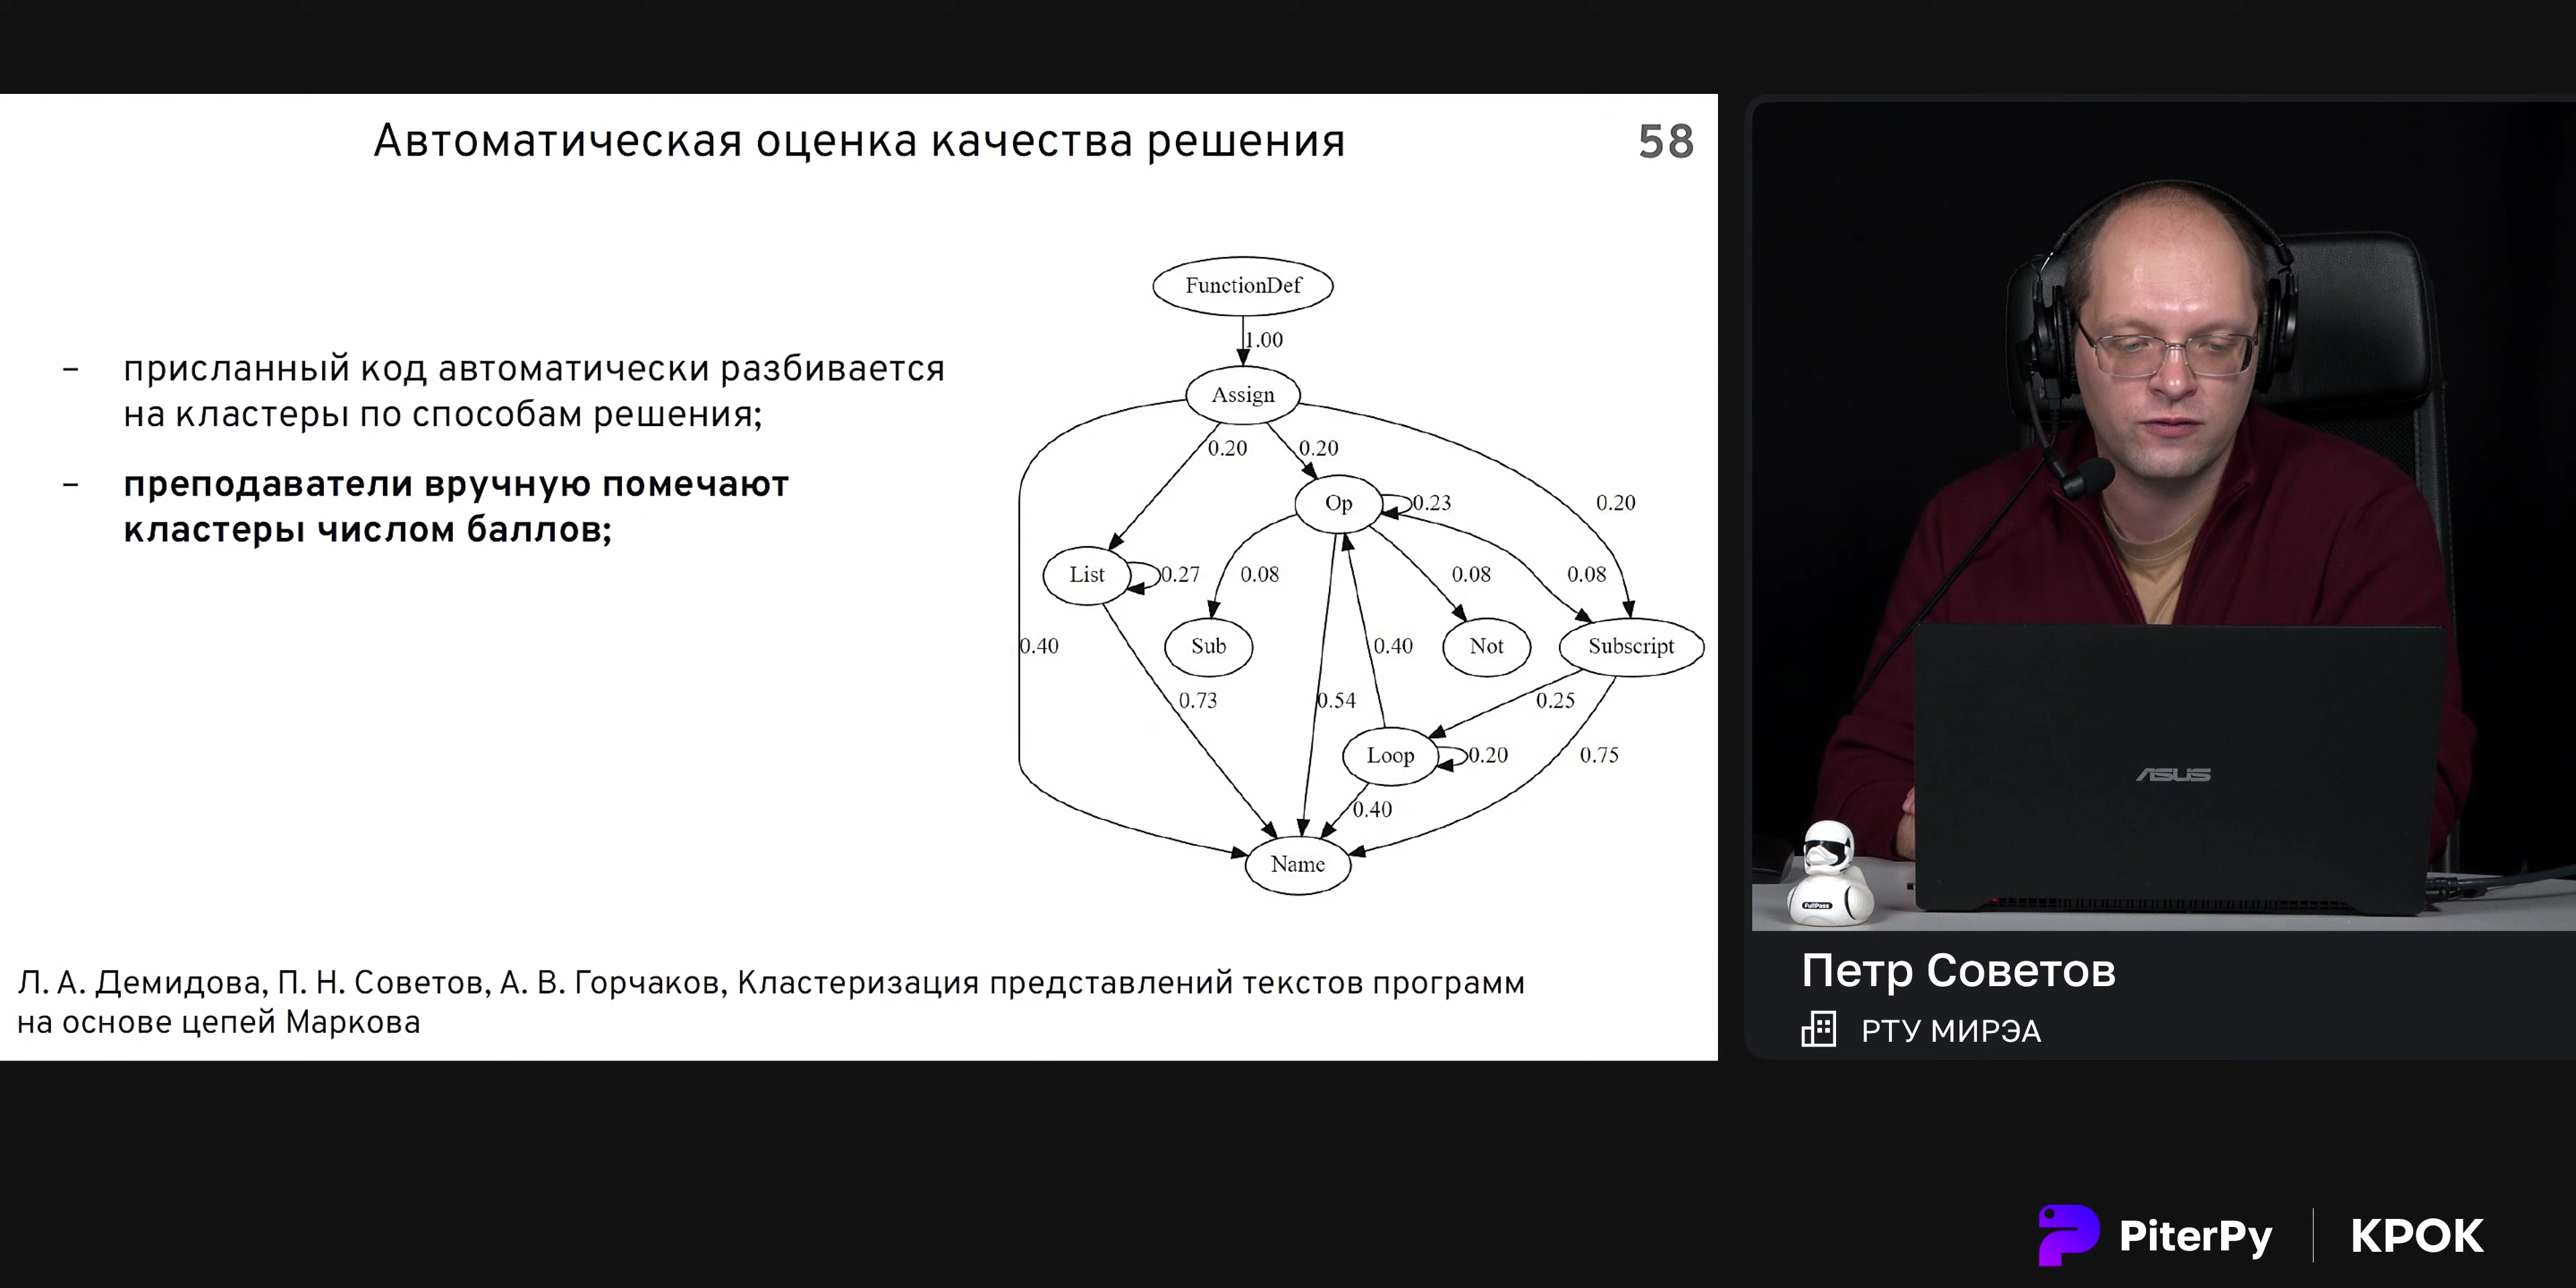 Автоматическая оценка качества решения
58
– присланный код автоматически разбивается
на кластеры по способам решения;
– преподаватели вручную помечают
кластеры числом баллов;
FunctionDef
1.00
Assign
0.20
0.20
Op
0.23
0.20
List
0.27
0.08
0.08
0.08
0.40
Sub
0.40
Not
Subscript
0.73
0.54
0.25
Loop
0.20
0.75
0.40
Name
Л. А. Демидова, П. Н. Советов, А. В. Горчаков, Кластеризация представлений текстов программ
на основе цепей Маркова
ASUS
FullPass
Петр Советов
РТУ МИРЭА
PiterPy
КРОК